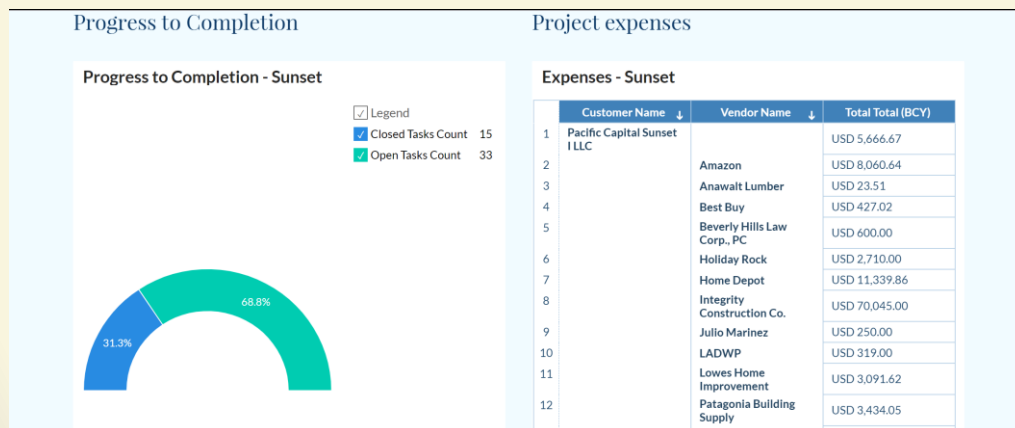 Progress to Completion
Project expenses
Progress to Completion - Sunset
Legend
Closed Tasks Count 15
Open Tasks Count 33
68.8%
31.3%
Expenses - Sunset
Customer Name ↓ Vendor Name ↓ Total Total (BCY)
1 Pacific Capital Sunset USD 5,666.67
I LLC
2 Amazon USD 8,060.64
3 Anawalt Lumber USD 23.51
4 Best Buy USD 427.02
5 Beverly Hills Law USD 600.00
Corp., PC
6 Holiday Rock USD 2,710.00
7 Home Depot USD 11,339.86
8 Integrity USD 70,045.00
Construction Co.
9 Julio Marinez USD 250.00
10 LADWP USD 319.00
11 Lowes Home USD 3,091.62
Improvement
12 Patagonia Building USD 3,434.05
Supply